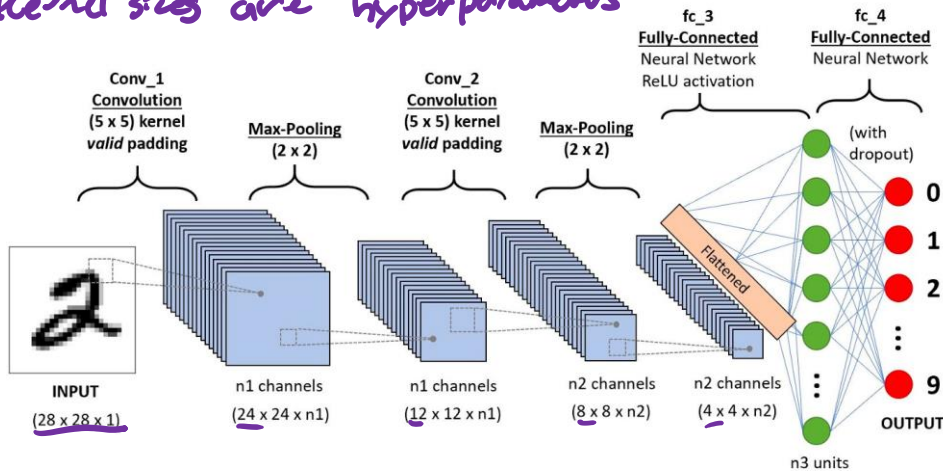 sizes are hyperparameters
fc_3
Fully-Connected
Neural Network
ReLU activation
fc_4
Fully-Connected
Neural Network
Conv_1
Convolution
(5 x 5) kernel
valid padding
Max-Pooling
(2 x 2)
Conv_2
Convolution
(5 x 5) kernel
valid padding
Max-Pooling
(2 x 2)
(with
dropout)
0
1
2
9
Flattened
2
INPUT
(28 x 28 x 1)
n1 channels
(24 x 24 x n1)
n1 channels
(12 x 12 x n1)
n2 channels
(8 x 8 x n2)
n2 channels
(4 x 4 x n2)
OUTPUT
n3 units